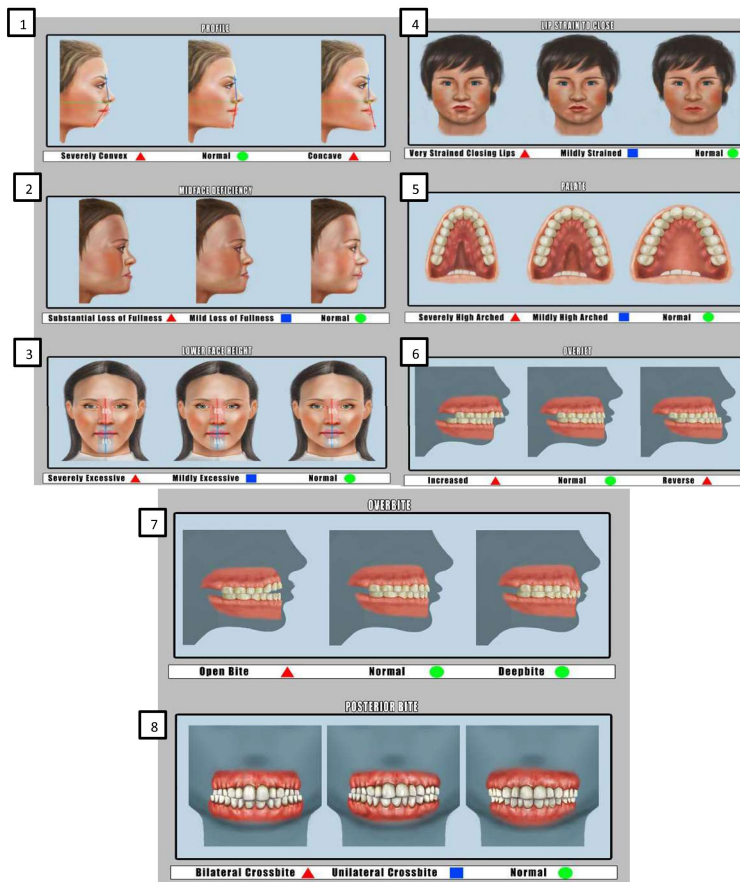 1
PROFILE
Severely Convex Normal Concave
2
MIDFACE DEFICIENCY
Substantial Loss of Fullness Mild Loss of Fullness Normal
3
LOWER FACE HEIGHT
Severely Excessive Mildly Excessive Normal
4
LIP STRAIN TO CLOSE
Very Strained Closing Lips Mildly Strained Normal
5
PALATE
Severely High Arched Mildly High Arched Normal
6
OVERJET
Increased Normal Reverse
7
OVERBITE
Open Bite Normal Deepbite
8
POSTERIOR BITE
Bilateral Crossbite Unilateral Crossbite Normal